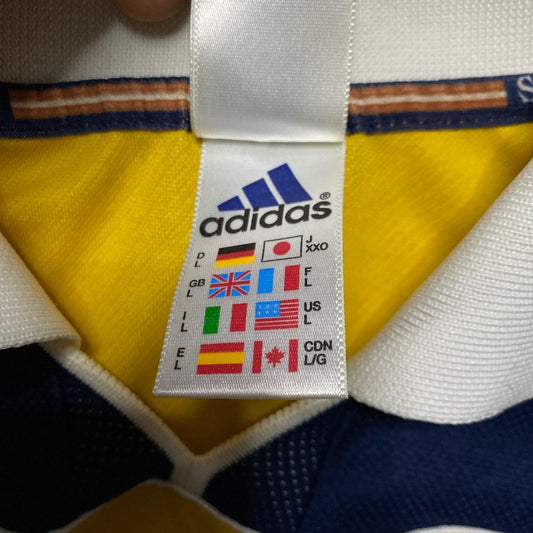 adidas®
D L J XXO
GB L F L
I L US L
E L CDN L/G
S